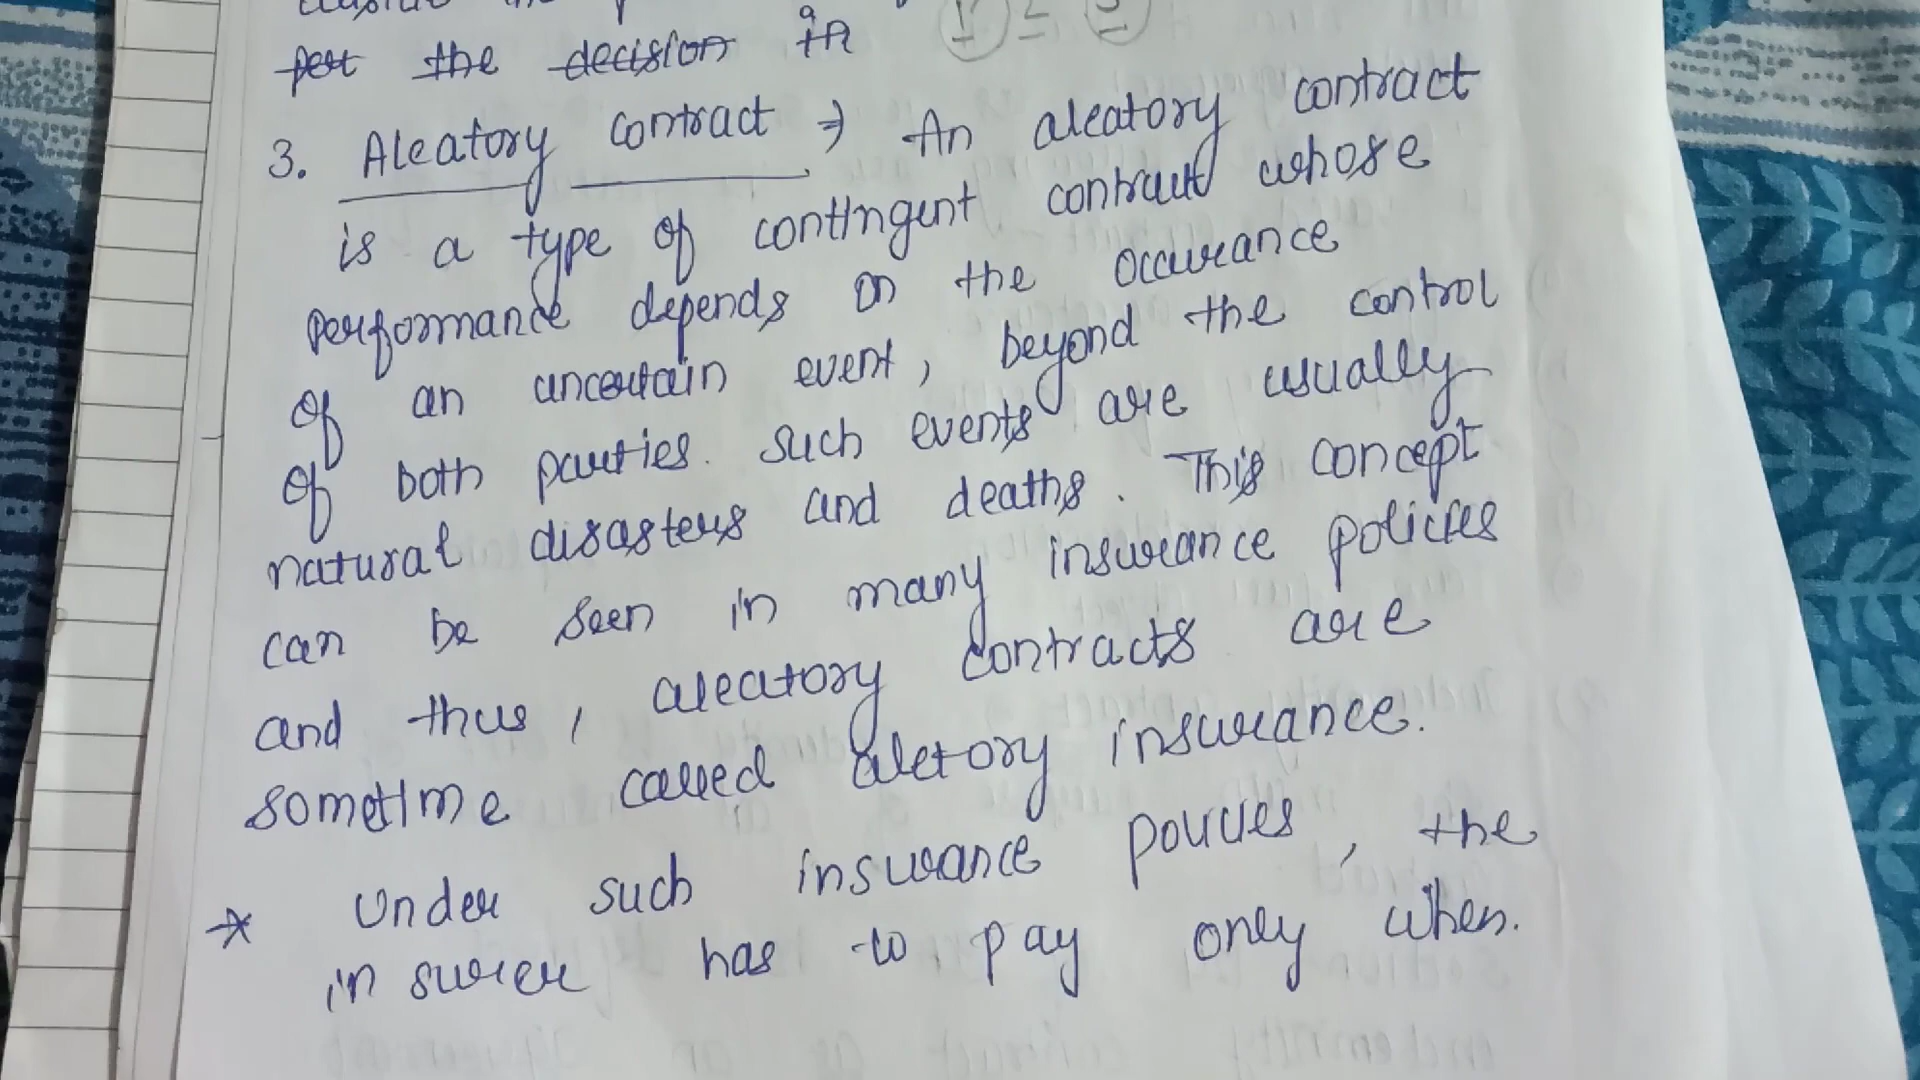 the decision in
3. Aleatory contract ⇒ An aleatory contract
is a type of contingent contract whose
performance depends on the occurance
of an uncertain event, beyond the control
of both parties. Such events are usually
natural disasters and deaths. This concept
can be seen in many insurance policies
and thus, aleatory contracts are
sometime called aletory insurance.
* Under such insurance policies, the
insurer has to pay only when.